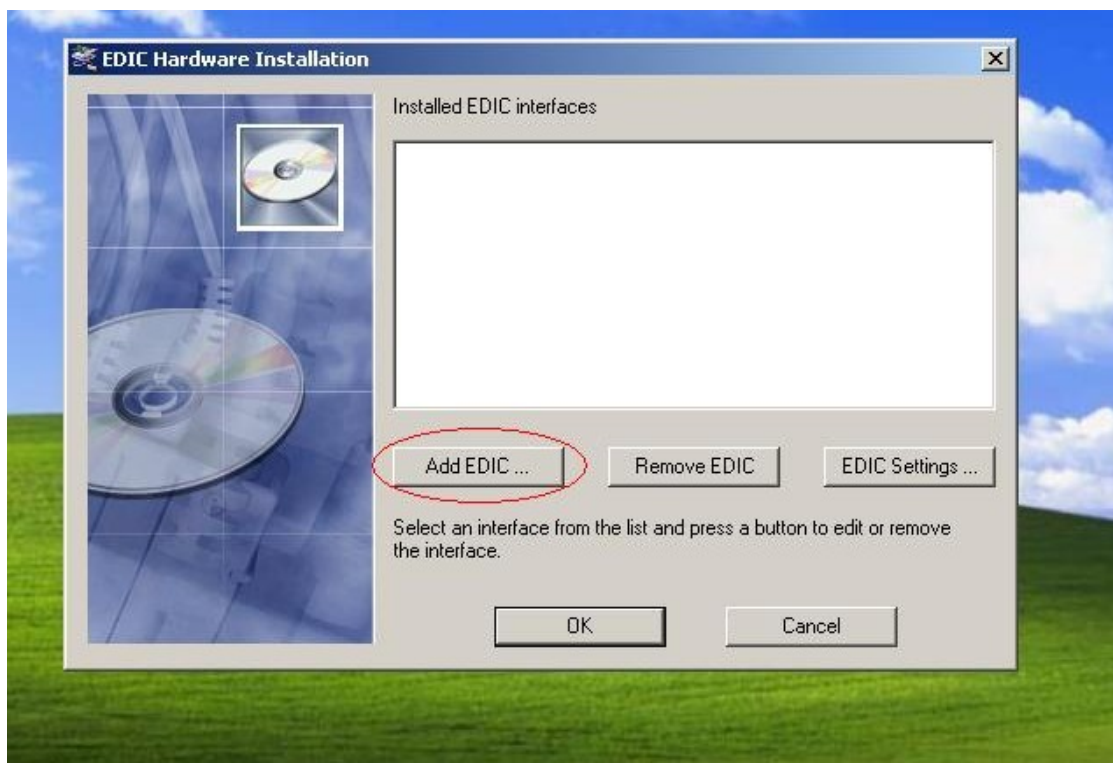 EDIC Hardware Installation
Installed EDIC interfaces
Add EDIC ...
Remove EDIC
EDIC Settings ...
Select an interface from the list and press a button to edit or remove
the interface.
OK
Cancel